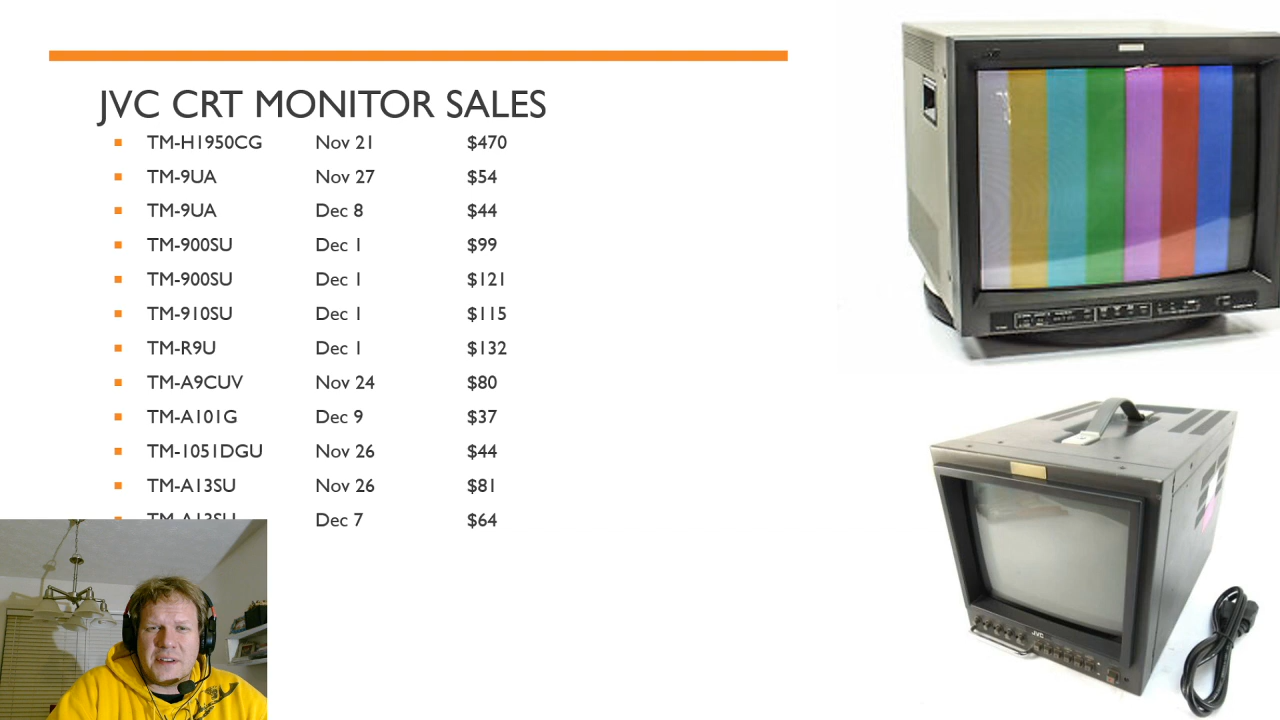 JVC CRT MONITOR SALES
TM-H1950CG Nov 21 $470
TM-9UA Nov 27 $54
TM-9UA Dec 8 $44
TM-900SU Dec 1 $99
TM-900SU Dec 1 $121
TM-910SU Dec 1 $115
TM-R9U Dec 1 $132
TM-A9CUV Nov 24 $80
TM-A101G Dec 9 $37
TM-1051DGU Nov 26 $44
TM-A13SU Nov 26 $81
TM-A13SU Dec 7 $64
JVC